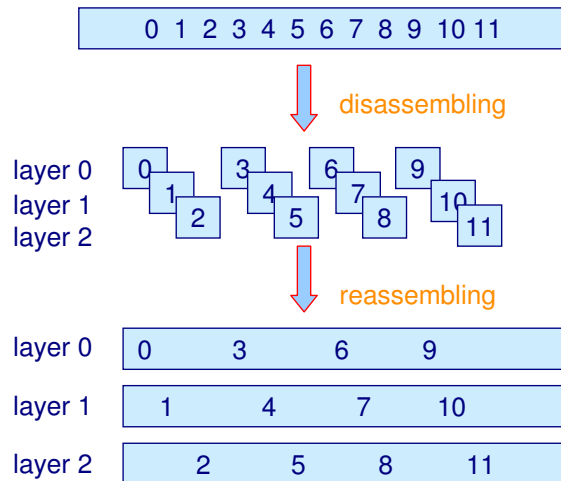 0 1 2 3 4 5 6 7 8 9 10 11
disassembling
layer 0 0 3 6 9
layer 1 1 4 7 10
layer 2 2 5 8 11
reassembling
layer 0 0 3 6 9
layer 1 1 4 7 10
layer 2 2 5 8 11